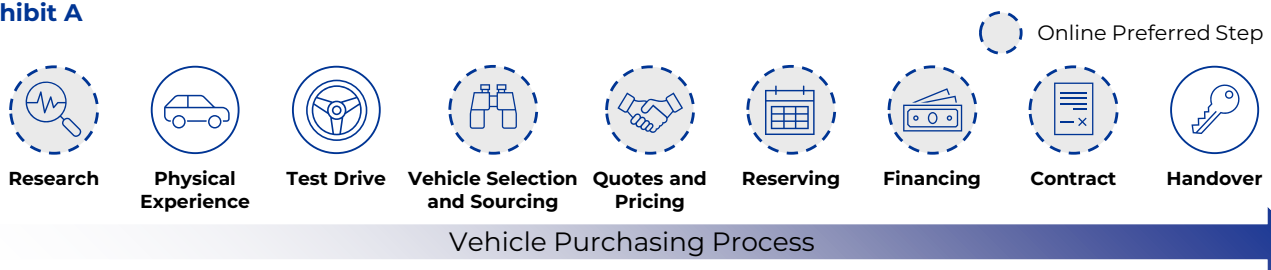 hibit A
Online Preferred Step
Research
Physical
Experience
Test Drive
Vehicle Selection
and Sourcing
Quotes and
Pricing
Reserving
Financing
Contract
Handover
Vehicle Purchasing Process